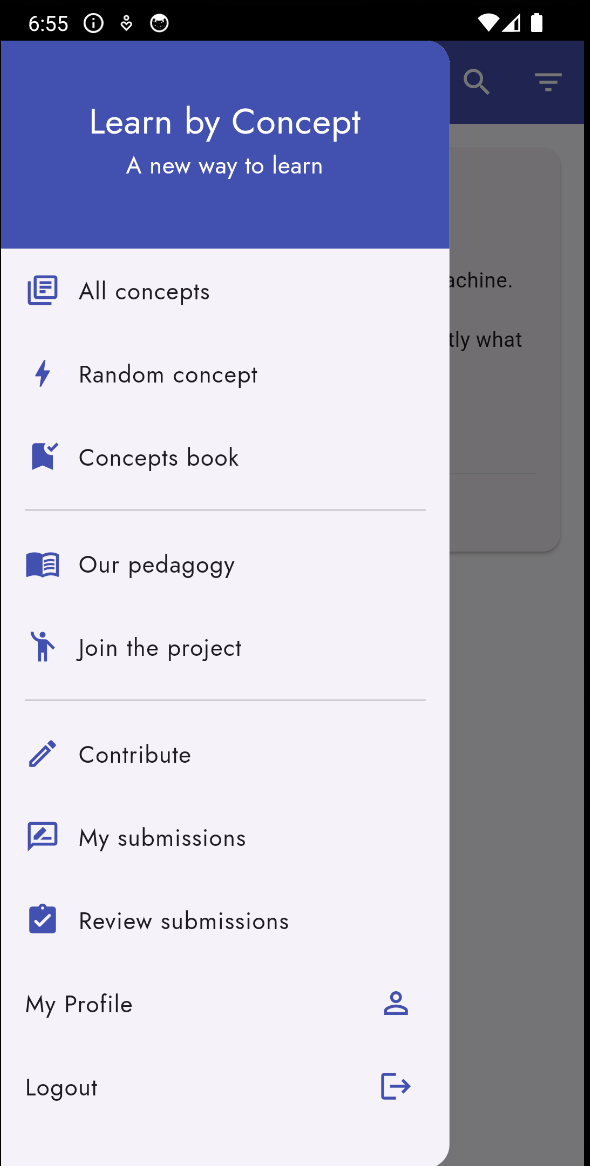 6:55
Learn by Concept
A new way to learn
All concepts
achine.
Random concept
tly what
Concepts book
Our pedagogy
Join the project
Contribute
My submissions
Review submissions
My Profile
Logout